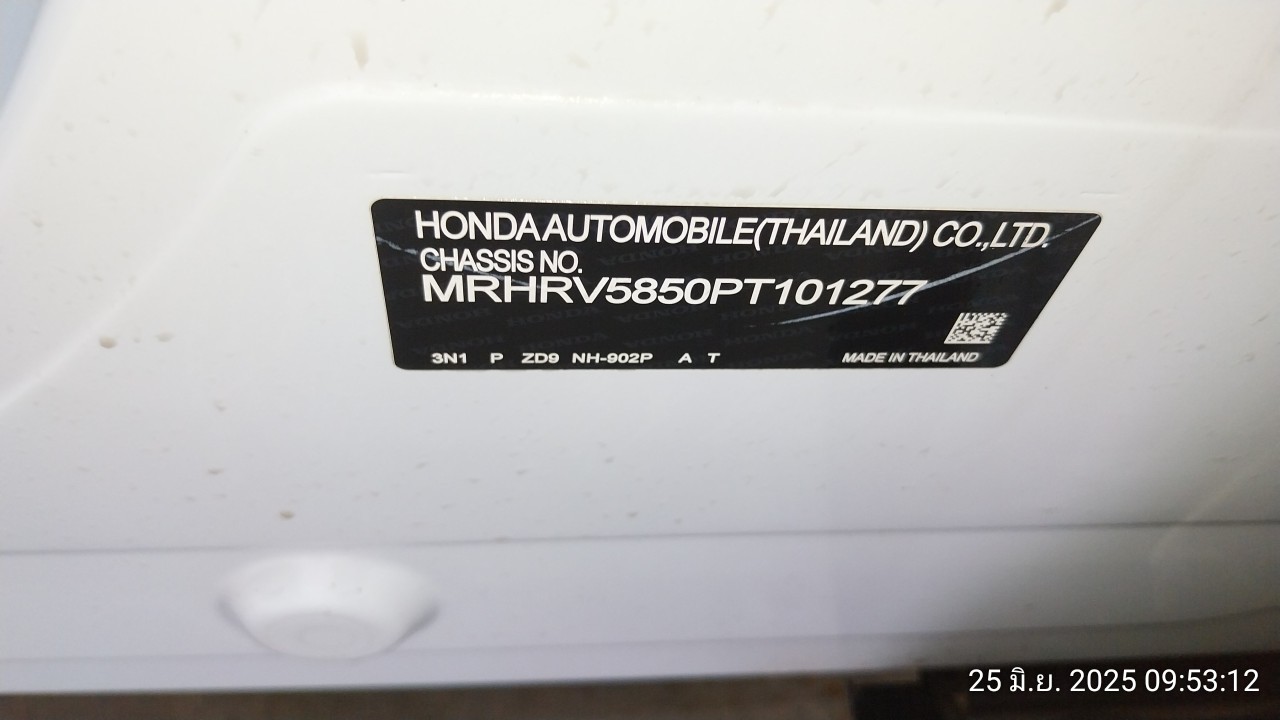 HONDA AUTOMOBILE (THAILAND) CO.,LTD.
CHASSIS NO.
MRHRV5850PT101277
3N1 P ZD9 NH-902P A T MADE IN THAILAND
25 มิ.ย. 2025 09:53:12